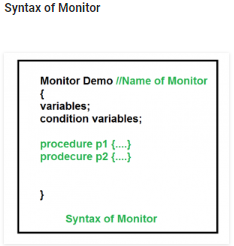 Syntax of Monitor
Monitor Demo //Name of Monitor
{
variables;
condition variables;
procedure p1 {....}
prodecure p2 {....}
}
Syntax of Monitor